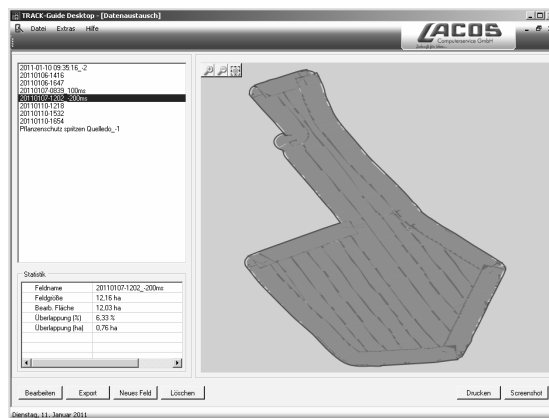 TRACK-Guide Desktop - [Datenaustausch]
Datei Extras Hilfe
LACOS
Computerservice GmbH
2011-01-10 09:35:16_-2
20110106-1416
20110106-1647
20110107-0839_100ms
20110107-1202_-200ms
20110110-1218
20110110-1532
20110110-1654
Pflanzenschutz spritzen Quelledo_-1
Statistik
Feldname 20110107-1202_-200ms
Feldgröße 12,16 ha
Bearb. Fläche 12,03 ha
Überlappung (%) 6,33 %
Überlappung (ha) 0,76 ha
Bearbeiten Export Neues Feld Löschen Drucken Screenshot
Dienstag, 11. Januar 2011